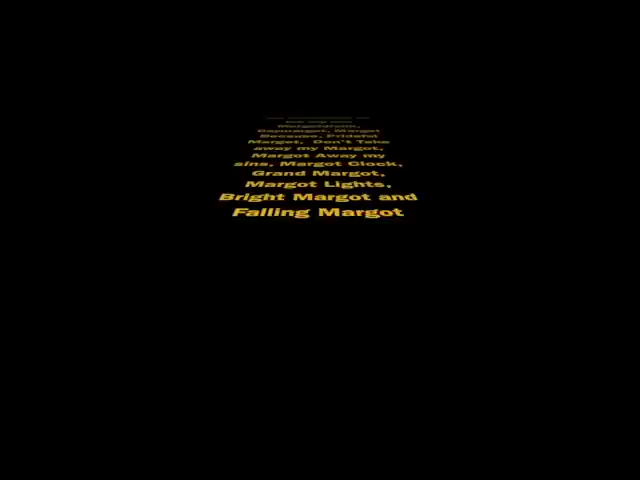 Margot
Because, Prideful
Margot, Don't Take
away my Margot,
Margot Away my
sins, Margot Clock,
Grand Margot,
Margot Lights,
Bright Margot and
Falling Margot